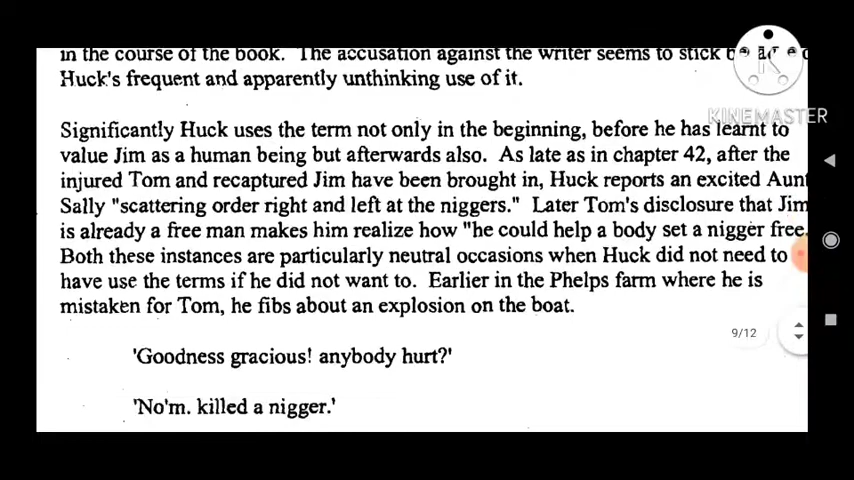 in the course of the book. The accusation against the writer seems to stick
Huck's frequent and apparently unthinking use of it.
KINEMASTER
Significantly Huck uses the term not only in the beginning, before he has learnt to
value Jim as a human being but afterwards also. As late as in chapter 42, after the
injured Tom and recaptured Jim have been brought in, Huck reports an excited Aunt
Sally "scattering order right and left at the niggers." Later Tom's disclosure that Jim
is already a free man makes him realize how "he could help a body set a nigger free.
Both these instances are particularly neutral occasions when Huck did not need to
have use the terms if he did not want to. Earlier in the Phelps farm where he is
mistaken for Tom, he fibs about an explosion on the boat.
9/12
'Goodness gracious! anybody hurt?'
'No'm. killed a nigger.'